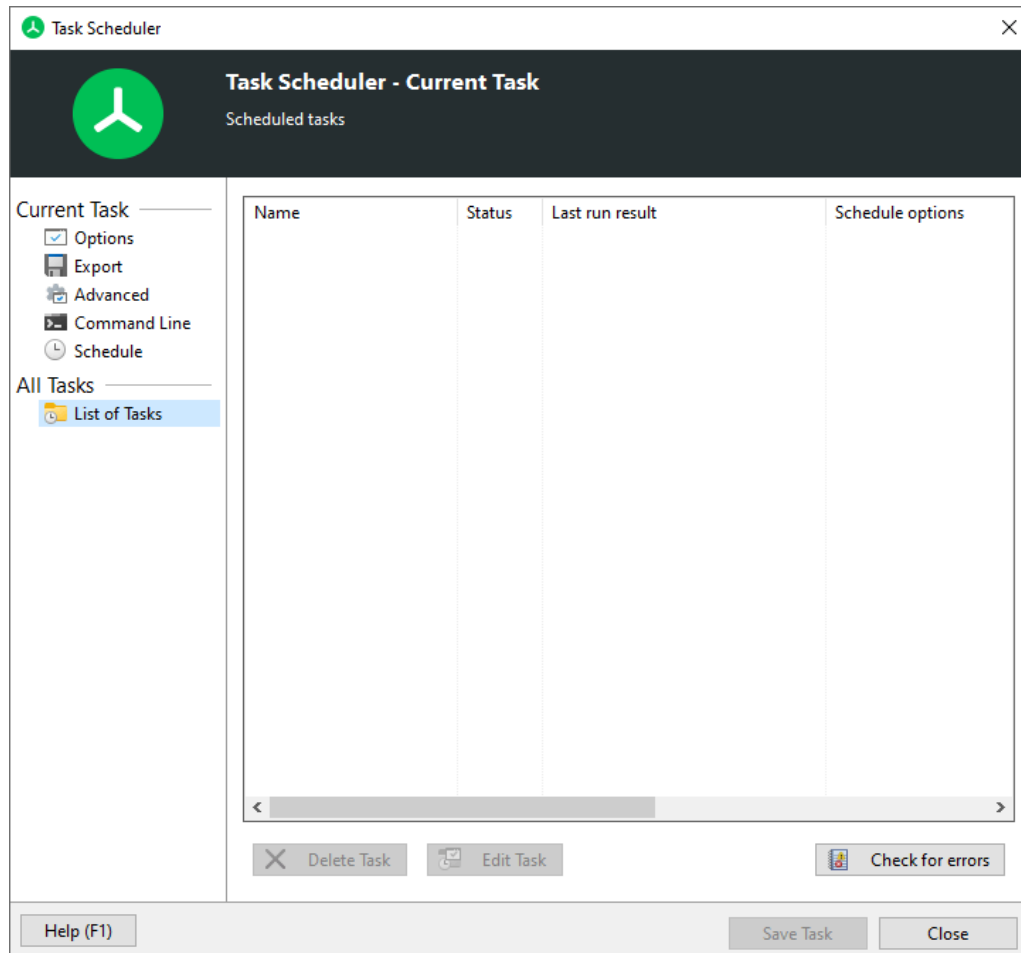 Task Scheduler
Task Scheduler - Current Task
Scheduled tasks
Current Task
Options
Export
Advanced
Command Line
Schedule
All Tasks
List of Tasks
Name Status Last run result Schedule options
Delete Task Edit Task Check for errors
Help (F1) Save Task Close